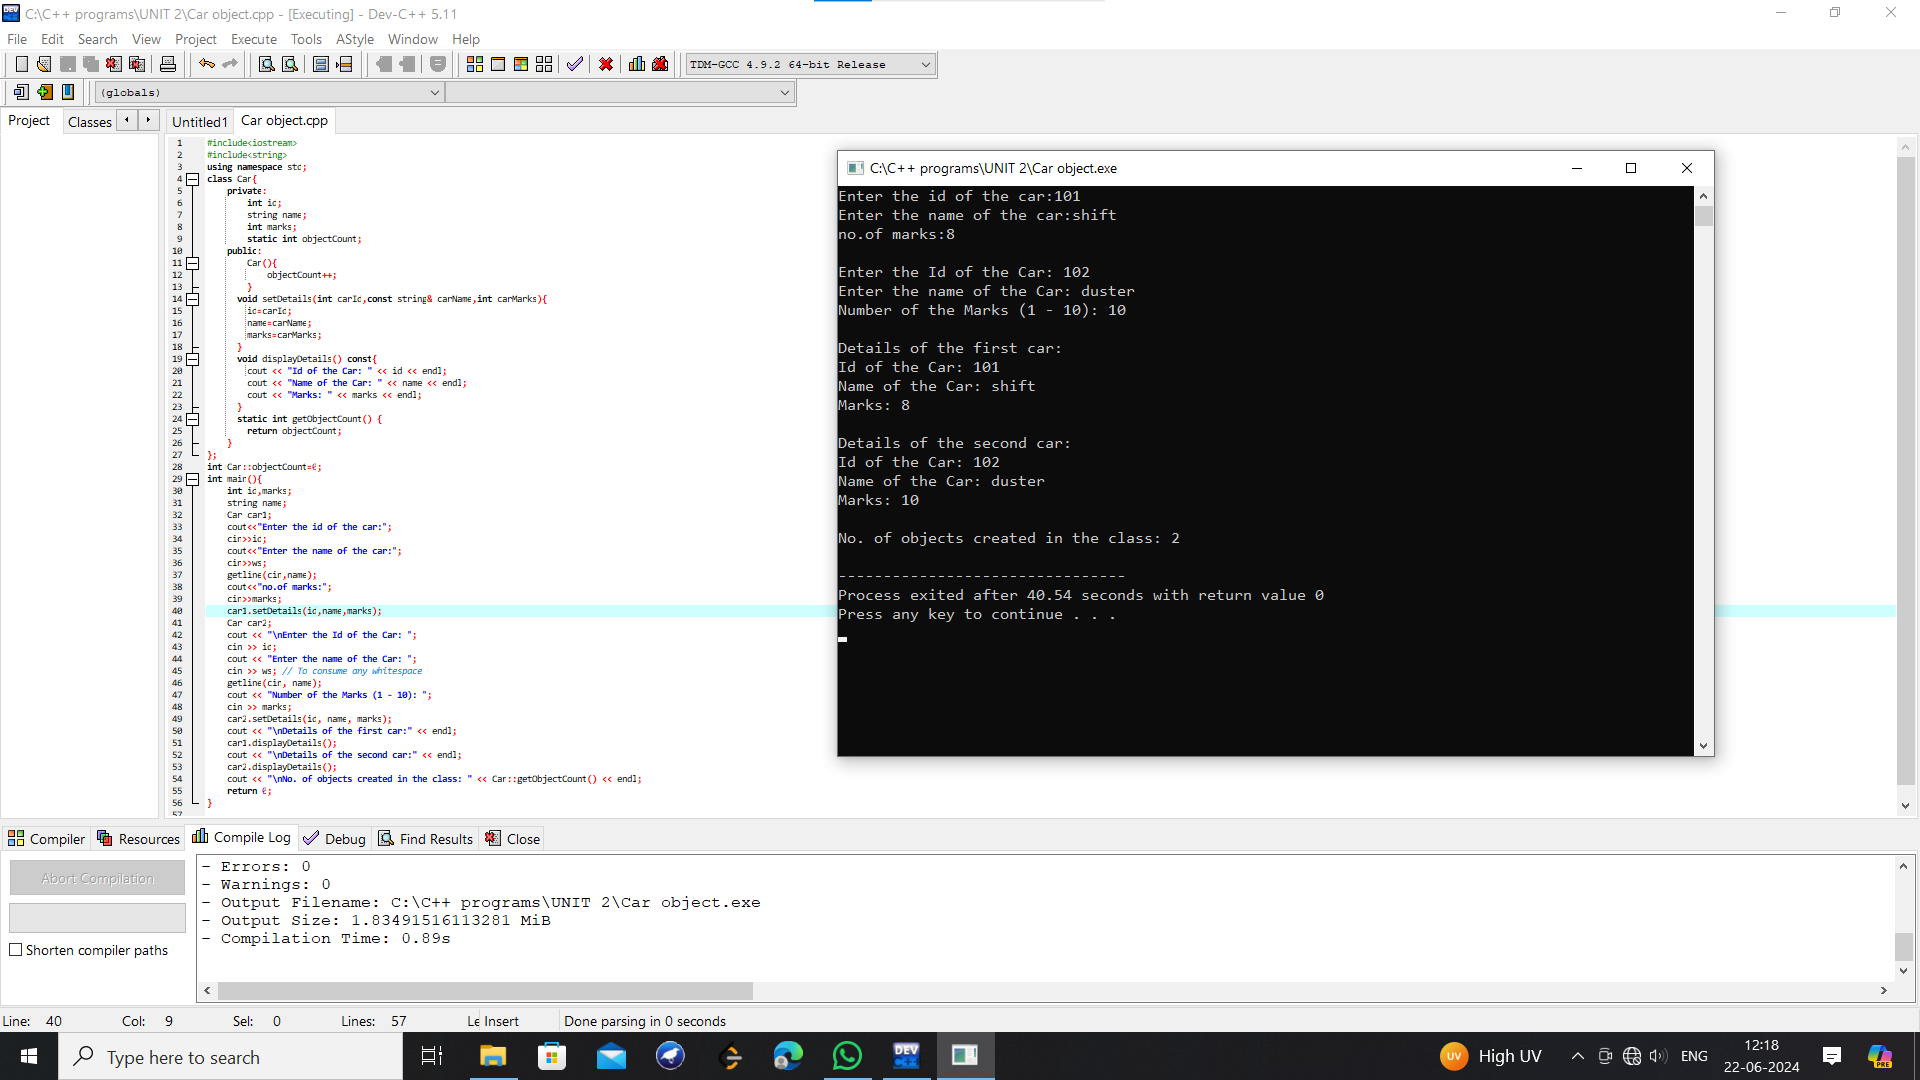 C:\C++ programs\UNIT 2\Car object.cpp - [Executing] - Dev-C++ 5.11
File Edit Search View Project Execute Tools AStyle Window Help
TDM-GCC 4.9.2 64-bit Release
(globals)
Project Classes Untitled1 Car object.cpp
1 #include<iostream>
2 #include<string>
3 using namespace std;
4 class Car{
5 private:
6 int id;
7 string name;
8 int marks;
9 static int objectCount;
10 public:
11 Car(){
12 objectCount++;
13 }
14 void setDetails(int carId,const string& carName,int carMarks){
15 id=carId;
16 name=carName;
17 marks=carMarks;
18 }
19 void displayDetails() const{
20 cout << "Id of the Car: " << id << endl;
21 cout << "Name of the Car: " << name << endl;
22 cout << "Marks: " << marks << endl;
23 }
24 static int getObjectCount() {
25 return objectCount;
26 }
27 };
28 int Car::objectCount=0;
29 int main(){
30 int id,marks;
31 string name;
32 Car car1;
33 cout<<"Enter the id of the car:";
34 cin>>id;
35 cout<<"Enter the name of the car:";
36 cin>>ws;
37 getline(cin,name);
38 cout<<"no.of marks:";
39 cin>>marks;
40 car1.setDetails(id,name,marks);
41 Car car2;
42 cout << "\nEnter the Id of the Car: ";
43 cin >> id;
44 cout << "Enter the name of the Car: ";
45 cin >> ws; // To consume any whitespace
46 getline(cin, name);
47 cout << "Number of the Marks (1 - 10): ";
48 cin >> marks;
49 car2.setDetails(id, name, marks);
50 cout << "\nDetails of the first car:" << endl;
51 car1.displayDetails();
52 cout << "\nDetails of the second car:" << endl;
53 car2.displayDetails();
54 cout << "\nNo. of objects created in the class: " << Car::getObjectCount() << endl;
55 return 0;
56 }
57
C:\C++ programs\UNIT 2\Car object.exe
Enter the id of the car:101
Enter the name of the car:shift
no.of marks:8
Enter the Id of the Car: 102
Enter the name of the Car: duster
Number of the Marks (1 - 10): 10
Details of the first car:
Id of the Car: 101
Name of the Car: shift
Marks: 8
Details of the second car:
Id of the Car: 102
Name of the Car: duster
Marks: 10
No. of objects created in the class: 2
--------------------------------
Process exited after 40.54 seconds with return value 0
Press any key to continue . . .
Compiler Resources Compile Log Debug Find Results Close
Abort Compilation
Shorten compiler paths
- Errors: 0
- Warnings: 0
- Output Filename: C:\C++ programs\UNIT 2\Car object.exe
- Output Size: 1.83491516113281 MiB
- Compilation Time: 0.89s
Line: 40 Col: 9 Sel: 0 Lines: 57 Le Insert Done parsing in 0 seconds
Type here to search
DEV C++
UV High UV
ENG
12:18
22-06-2024
PRE